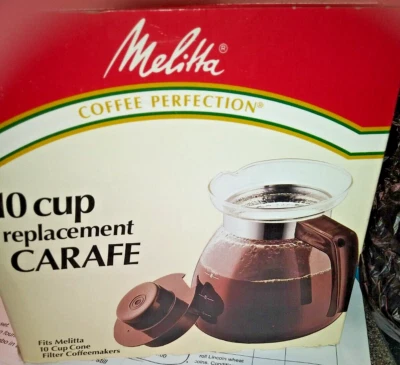 Melitta®
COFFEE PERFECTION®
10 cup
replacement
CARAFE
Fits Melitta
10 Cup Cone
Filter Coffeemakers